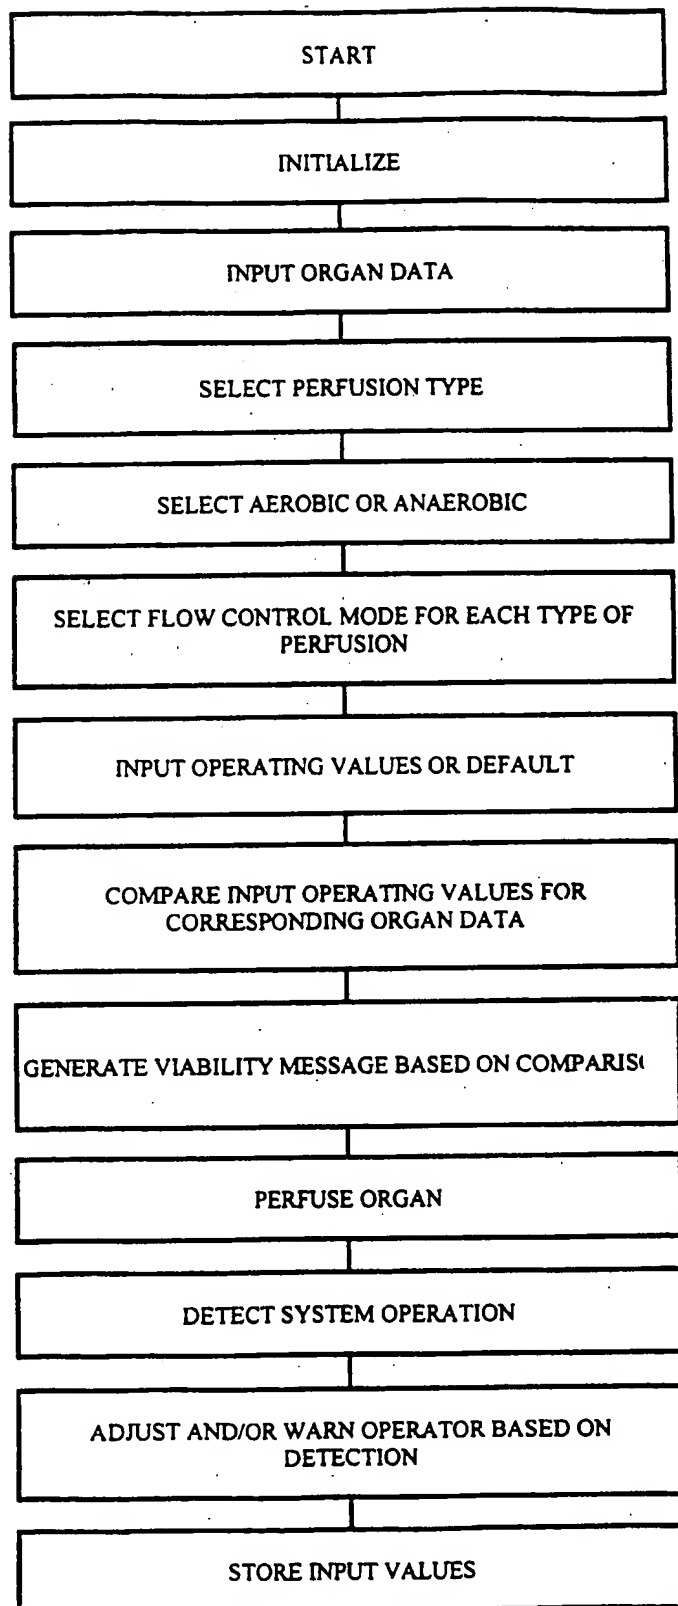 START
INITIALIZE
INPUT ORGAN DATA
SELECT PERFUSION TYPE
SELECT AEROBIC OR ANAEROBIC
SELECT FLOW CONTROL MODE FOR EACH TYPE OF
PERFUSION
INPUT OPERATING VALUES OR DEFAULT
COMPARE INPUT OPERATING VALUES FOR
CORRESPONDING ORGAN DATA
GENERATE VIABILITY MESSAGE BASED ON
PERFUSE ORGAN
DETECT SYSTEM OPERATION
ADJUST AND/OR WARN OPERATOR BASED ON
DETECTION
STORE INPUT VALUES